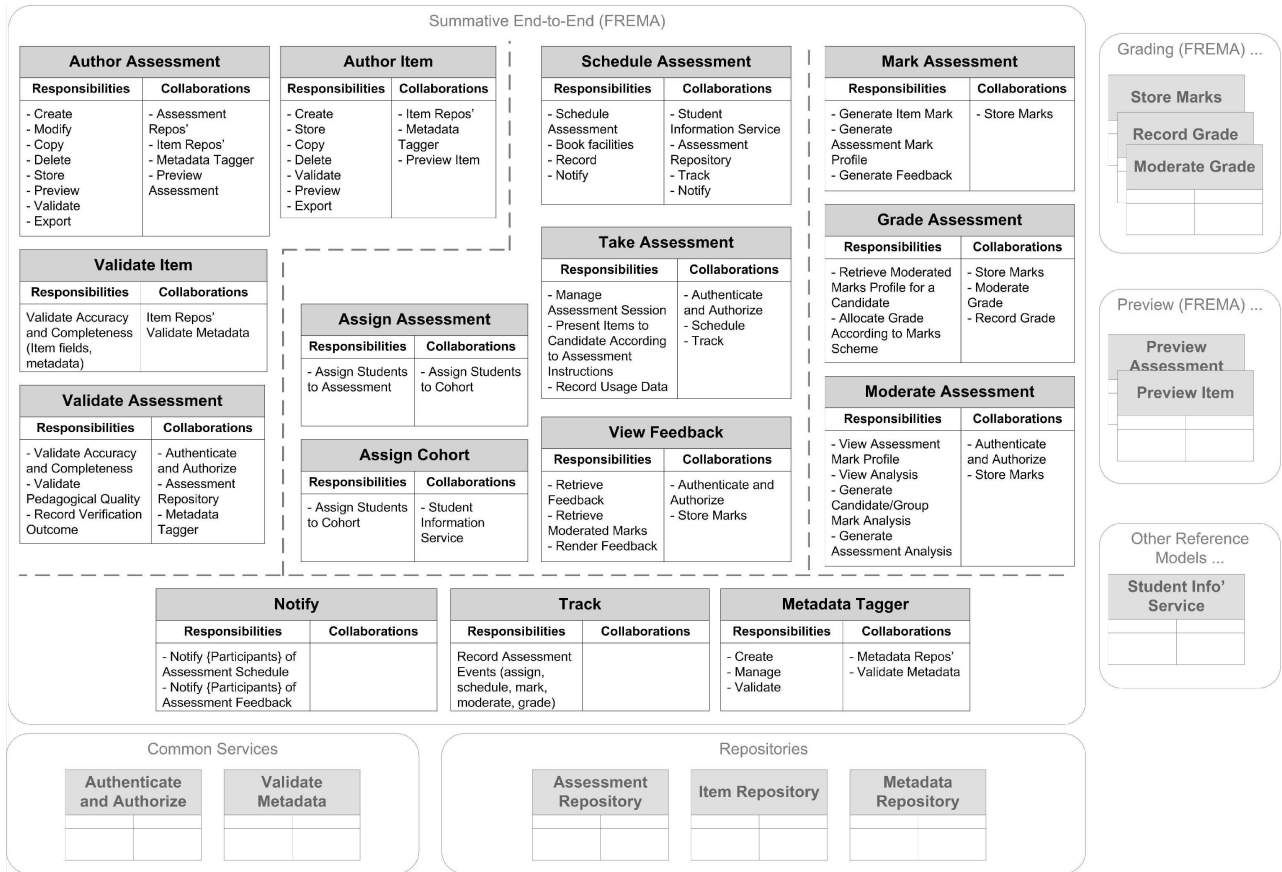 Summative End-to-End (FREMA)
Author Assessment
Responsibilities
Collaborations
- Create
- Modify
- Copy
- Delete
- Store
- Preview
- Validate
- Export
- Assessment
Repos'
- Item Repos'
- Metadata Tagger
- Preview
Assessment
Author Item
Responsibilities
Collaborations
- Create
- Store
- Copy
- Delete
- Validate
- Preview
- Export
- Item Repos'
- Metadata
Tagger
- Preview Item
Validate Item
Responsibilities
Collaborations
Validate Accuracy
and Completeness
(Item fields,
metadata)
Item Repos'
Validate Metadata
Validate Assessment
Responsibilities
Collaborations
- Validate Accuracy
and Completeness
- Validate
Pedagogical Quality
- Record Verification
Outcome
- Authenticate
and Authorize
- Assessment
Repository
- Metadata
Tagger
Assign Assessment
Responsibilities
Collaborations
- Assign Students
to Assessment
- Assign Students
to Cohort
Assign Cohort
Responsibilities
Collaborations
- Assign Students
to Cohort
- Student
Information
Service
Schedule Assessment
Responsibilities
Collaborations
- Schedule
Assessment
- Book facilities
- Record
- Notify
- Student
Information Service
- Assessment
Repository
- Track
- Notify
Take Assessment
Responsibilities
Collaborations
- Manage
Assessment Session
- Present Items to
Candidate According
to Assessment
Instructions
- Record Usage Data
- Authenticate
and Authorize
- Schedule
- Track
View Feedback
Responsibilities
Collaborations
- Retrieve
Feedback
- Retrieve
Moderated Marks
- Render Feedback
- Authenticate and
Authorize
- Store Marks
Mark Assessment
Responsibilities
Collaborations
- Generate Item Mark
- Generate
Assessment Mark
Profile
- Generate Feedback
- Store Marks
Grade Assessment
Responsibilities
Collaborations
- Retrieve Moderated
Marks Profile for a
Candidate
- Allocate Grade
According to Marks
Scheme
- Store Marks
- Moderate
Grade
- Record Grade
Moderate Assessment
Responsibilities
Collaborations
- View Assessment
Mark Profile
- View Analysis
- Generate
Candidate/Group
Mark Analysis
- Generate
Assessment Analysis
- Authenticate
and Authorize
- Store Marks
Notify
Responsibilities
Collaborations
- Notify {Participants} of
Assessment Schedule
- Notify {Participants} of
Assessment Feedback
Track
Responsibilities
Collaborations
Record Assessment
Events (assign,
schedule, mark,
moderate, grade)
Metadata Tagger
Responsibilities
Collaborations
- Create
- Manage
- Validate
- Metadata Repos'
- Validate Metadata
Grading (FREMA) ...
Store Marks
Record Grade
Moderate Grade
Preview (FREMA) ...
Preview
Assessment
Preview Item
Other Reference
Models ...
Student Info'
Service
Common Services
Authenticate
and Authorize
Validate
Metadata
Repositories
Assessment
Repository
Item Repository
Metadata
Repository